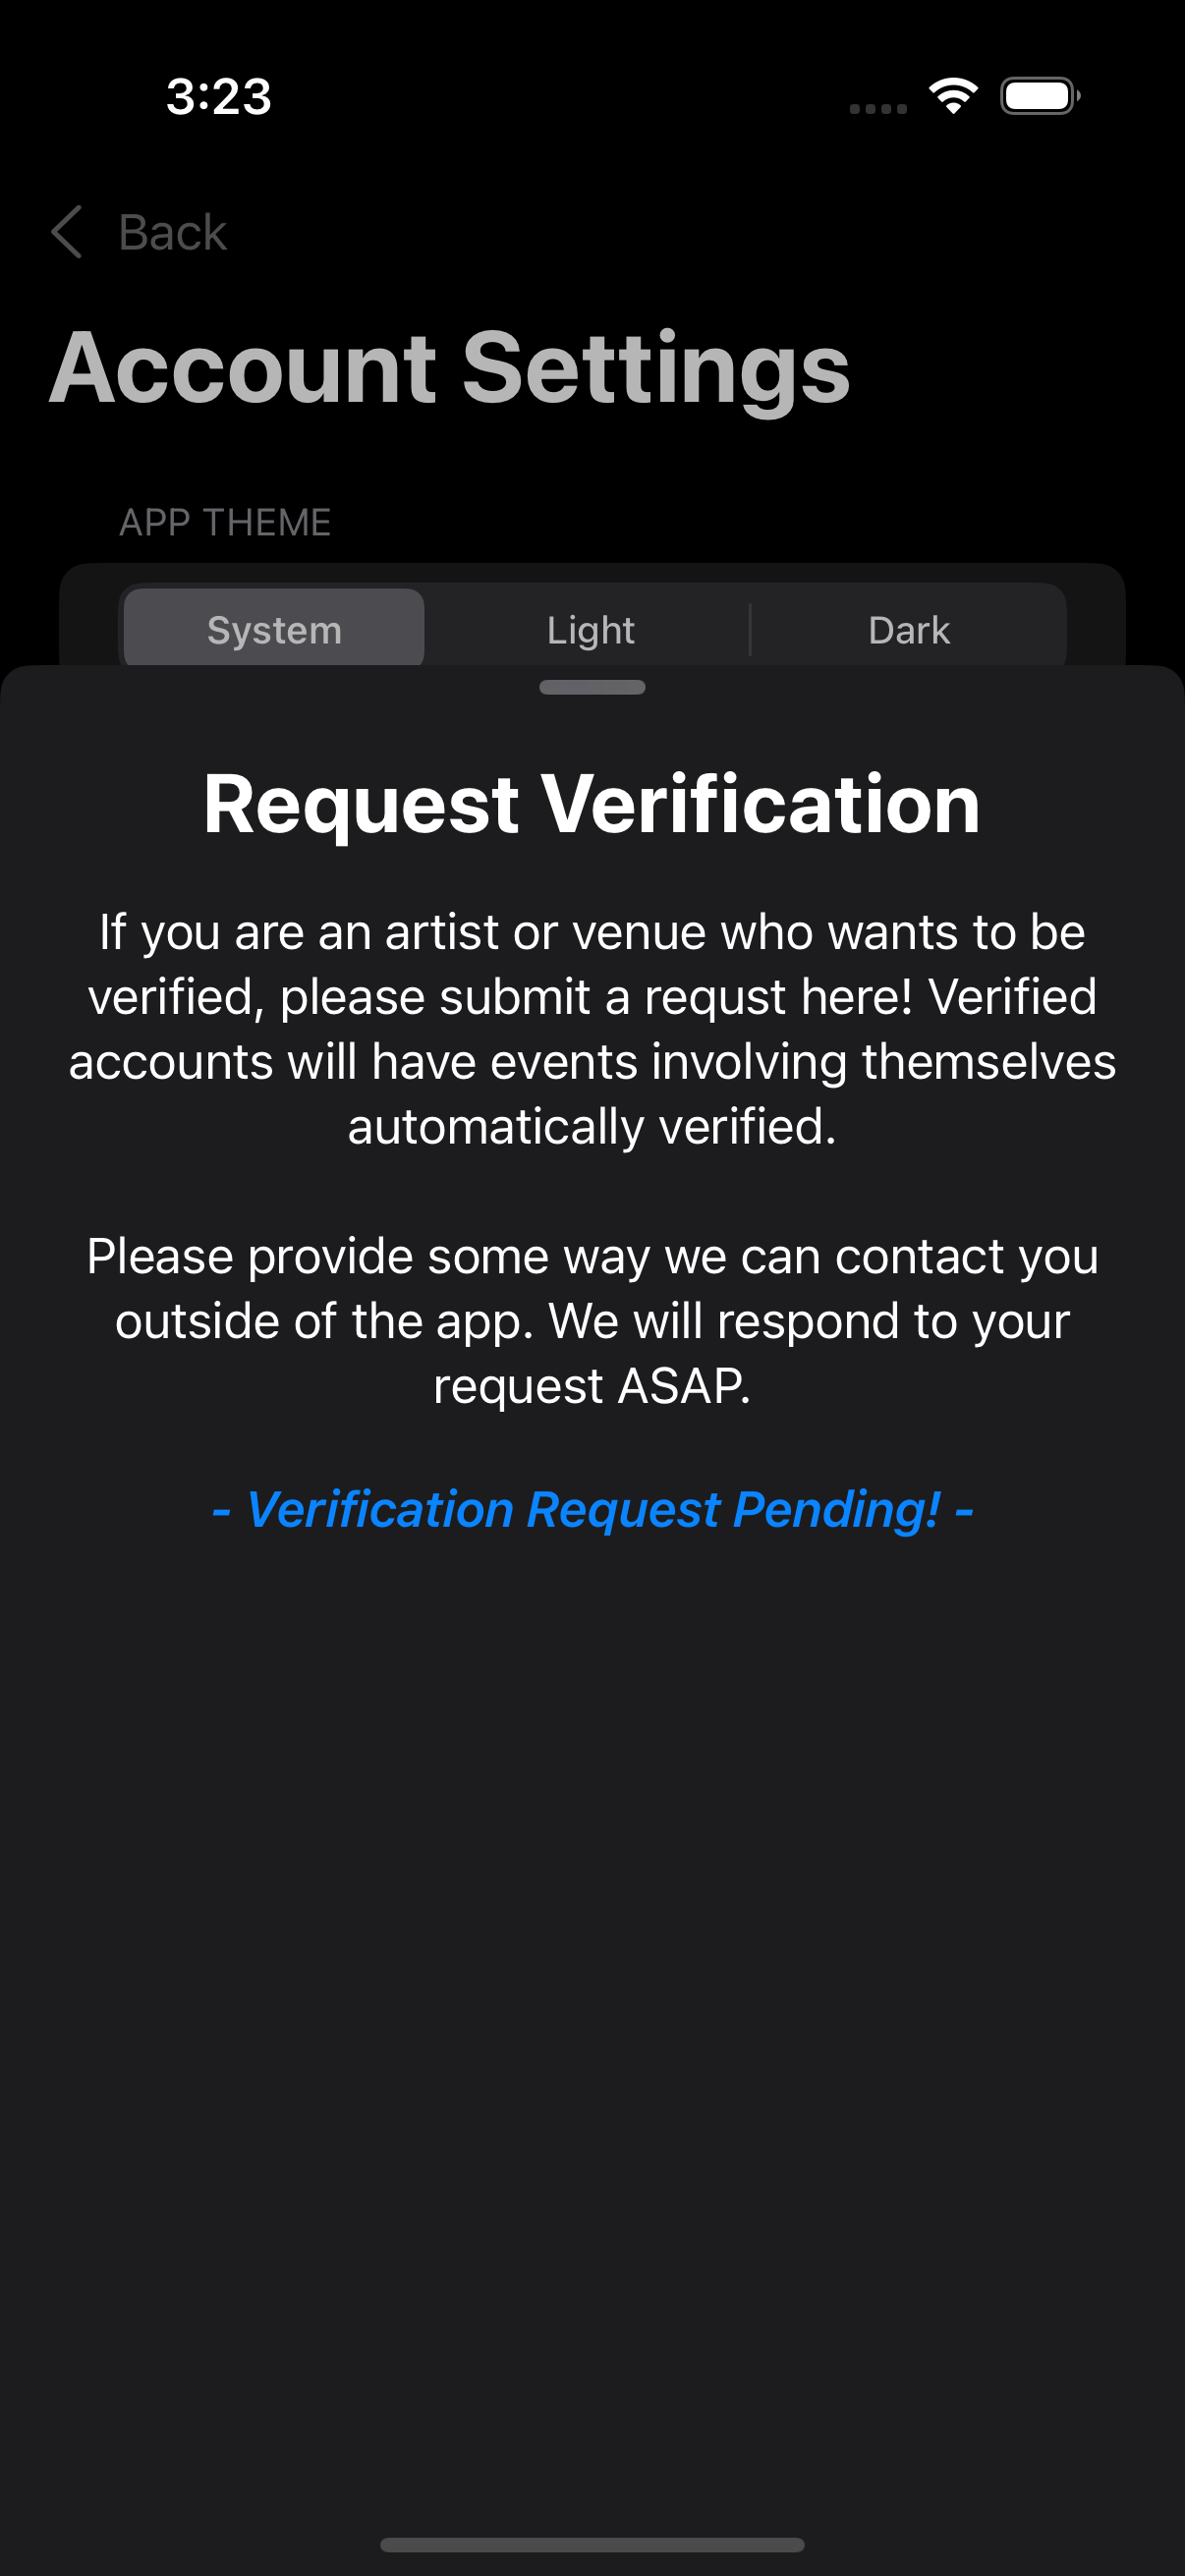 3:23
Back
Account Settings
APP THEME
System
Light
Dark
Request Verification
If you are an artist or venue who wants to be
verified, please submit a requst here! Verified
accounts will have events involving themselves
automatically verified.
Please provide some way we can contact you
outside of the app. We will respond to your
request ASAP.
- Verification Request Pending! -